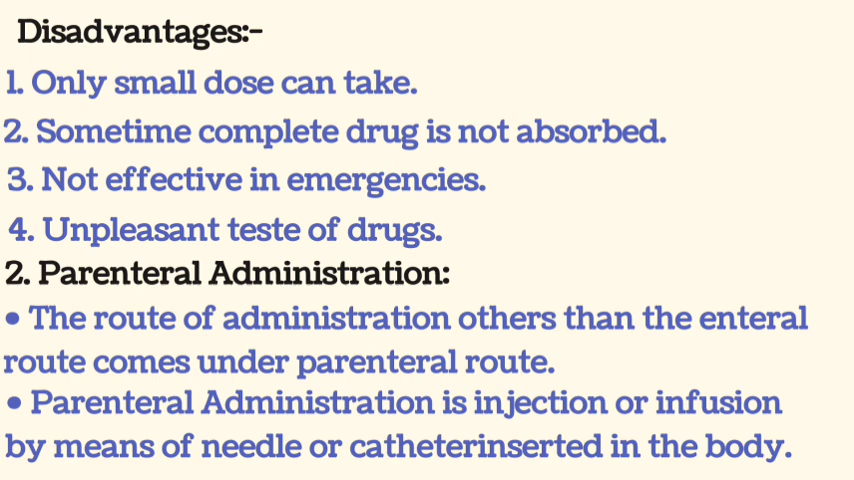 Disadvantages:-
1. Only small dose can take.
2. Sometime complete drug is not absorbed.
3. Not effective in emergencies.
4. Unpleasant teste of drugs.
2. Parenteral Administration:
• The route of administration others than the enteral
route comes under parenteral route.
• Parenteral Administration is injection or infusion
by means of needle or catheterinserted in the body.